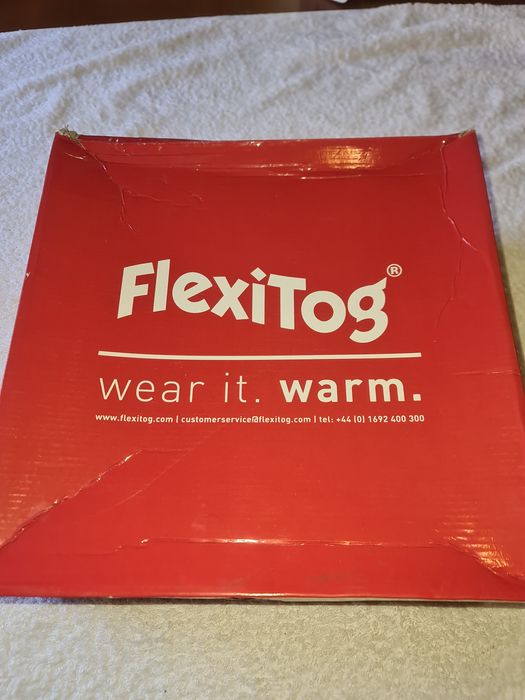 FlexiTog®
wear it. warm.
www.flexitog.com | customerservice@flexitog.com | tel: +44 (0) 1692 400 300